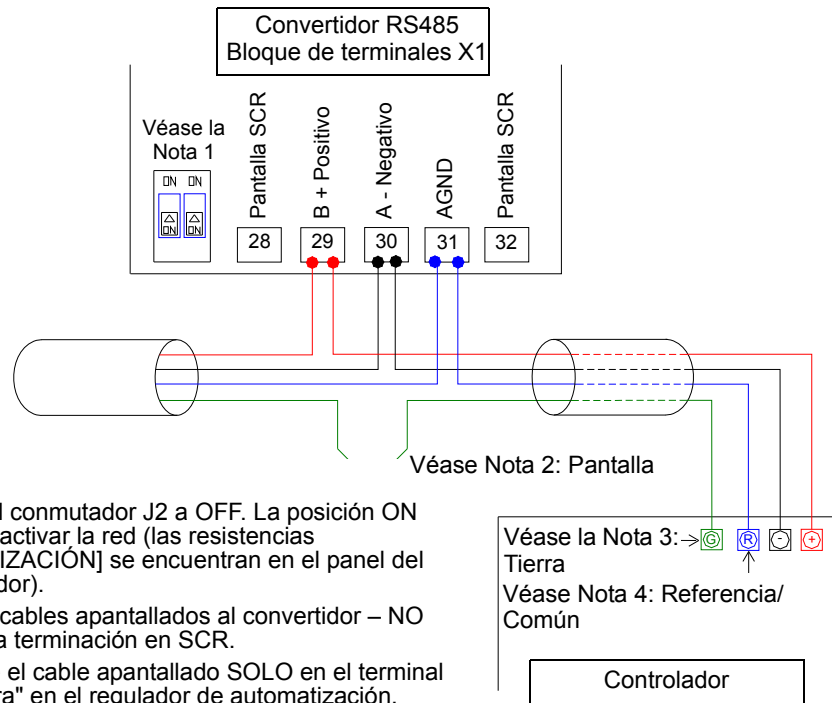 Convertidor RS485
Bloque de terminales X1
Véase la
Nota 1
ON ON
ON ON
Pantalla SCR
B + Positivo
A - Negativo
AGND
Pantalla SCR
28 29 30 31 32
Véase Nota 2: Pantalla
l conmutador J2 a OFF. La posición ON
activar la red (las resistencias
IZACIÓN] se encuentran en el panel del
dor).
cables apantallados al convertidor – NO
a terminación en SCR.
el cable apantallado SOLO en el terminal
ra" en el regulador de automatización.
Véase la Nota 3:
Tierra
G R - +
Véase Nota 4: Referencia/
Común
Controlador